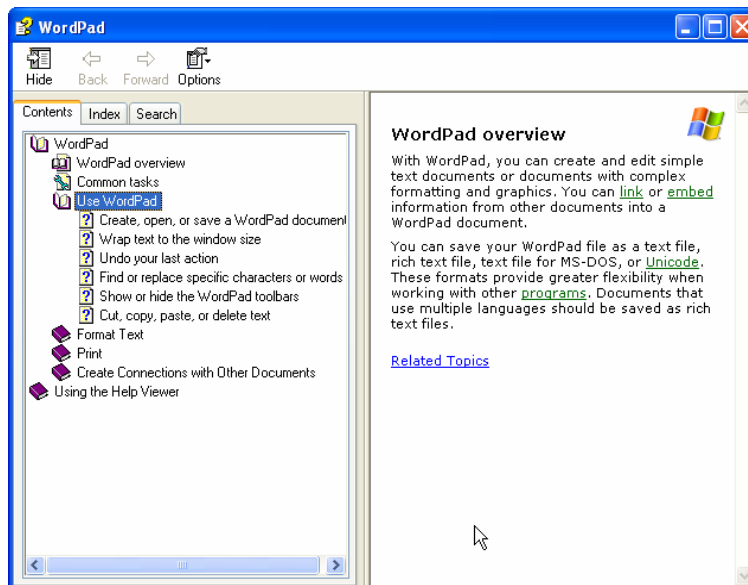 WordPad
Hide Back Forward Options
Contents Index Search
WordPad
WordPad overview
Common tasks
Use WordPad
Create, open, or save a WordPad document
Wrap text to the window size
Undo your last action
Find or replace specific characters or words
Show or hide the WordPad toolbars
Cut, copy, paste, or delete text
Format Text
Print
Create Connections with Other Documents
Using the Help Viewer
WordPad overview
With WordPad, you can create and edit simple
text documents or documents with complex
formatting and graphics. You can link or embed
information from other documents into a
WordPad document.
You can save your WordPad file as a text file,
rich text file, text file for MS-DOS, or Unicode.
These formats provide greater flexibility when
working with other programs. Documents that
use multiple languages should be saved as rich
text files.
Related Topics